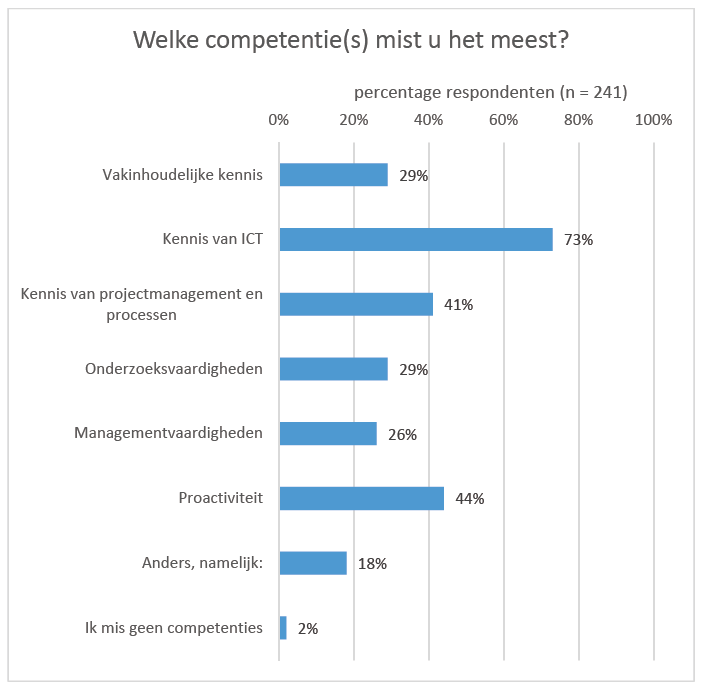 Welke competentie(s) mist u het meest?
percentage respondenten (n = 241)
0% 20% 40% 60% 80% 100%
Vakinhoudelijke kennis 29%
Kennis van ICT 73%
Kennis van projectmanagement en
processen 41%
Onderzoeksvaardigheden 29%
Managementvaardigheden 26%
Proactiviteit 44%
Anders, namelijk: 18%
Ik mis geen competenties 2%